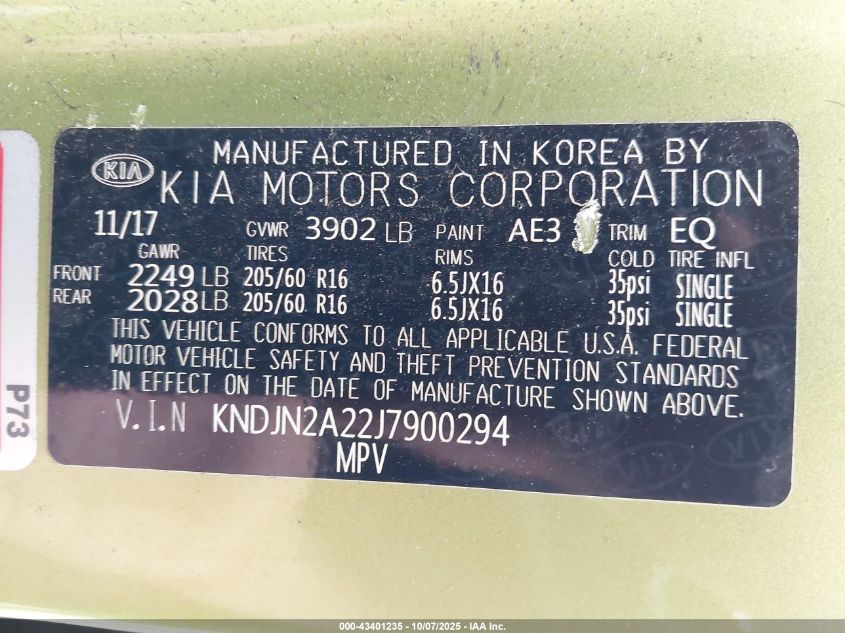 MANUFACTURED IN KOREA BY
KIA KIA MOTORS CORPORATION
11/17 GVWR 3902 LB PAINT AE3 TRIM EQ
GAWR TIRES RIMS COLD TIRE INFL
FRONT 2249 LB 205/60 R16 6.5JX16 35psi SINGLE
REAR 2028 LB 205/60 R16 6.5JX16 35psi SINGLE
THIS VEHICLE CONFORMS TO ALL APPLICABLE U.S.A. FEDERAL
MOTOR VEHICLE SAFETY AND THEFT PREVENTION STANDARDS
IN EFFECT ON THE DATE OF MANUFACTURE SHOWN ABOVE.
V.I.N KNDJN2A22J7900294
MPV
P73
000-43401235 - 10/07/2025 - IAA Inc.